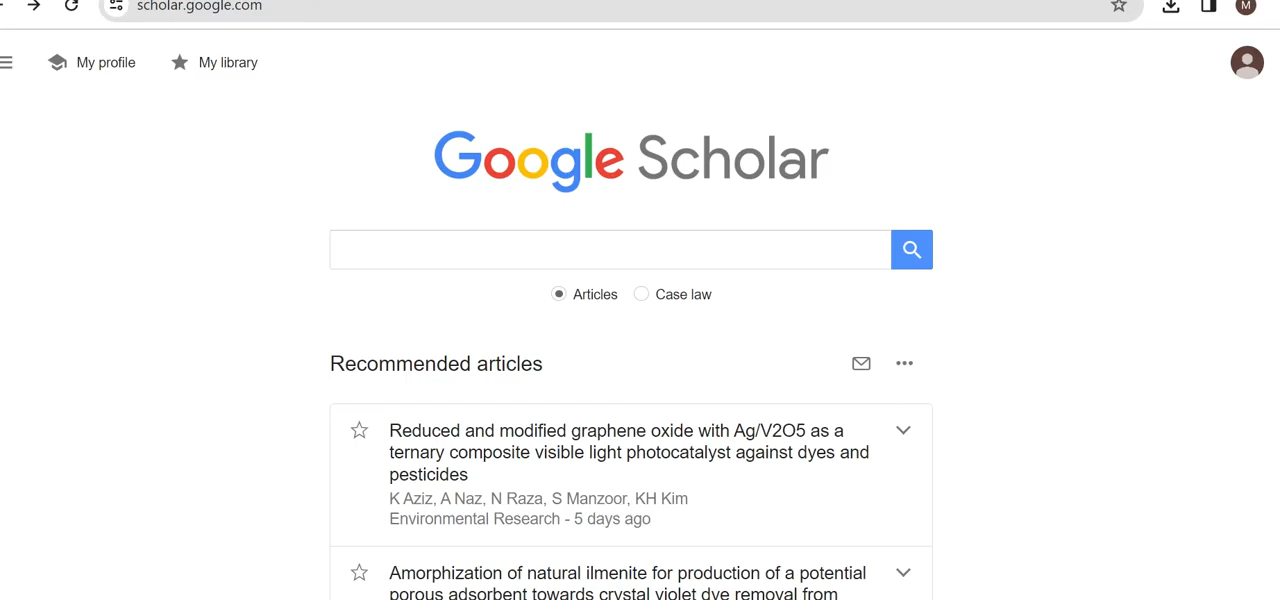 scholar.google.com
M
My profile
My library
Google Scholar
Articles
Case law
Recommended articles
Reduced and modified graphene oxide with Ag/V2O5 as a
ternary composite visible light photocatalyst against dyes and
pesticides
K Aziz, A Naz, N Raza, S Manzoor, KH Kim
Environmental Research - 5 days ago
Amorphization of natural ilmenite for production of a potential
porous adsorbent towards crystal violet dye removal from